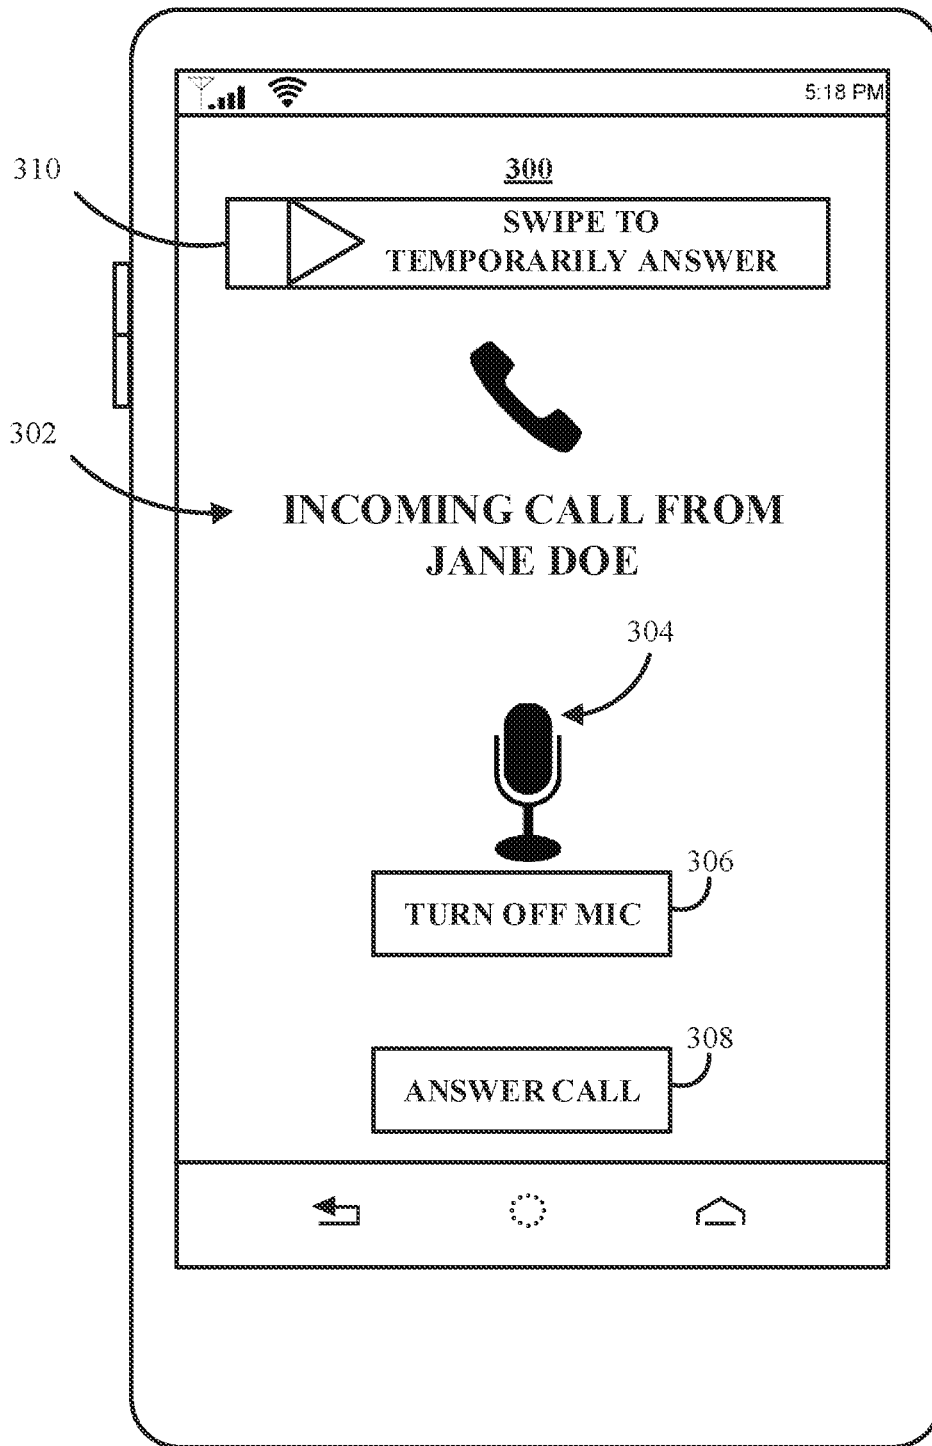 5:18 PM
300
310
SWIPE TO
TEMPORARILY ANSWER
302
INCOMING CALL FROM
JANE DOE
304
306
TURN OFF MIC
308
ANSWER CALL